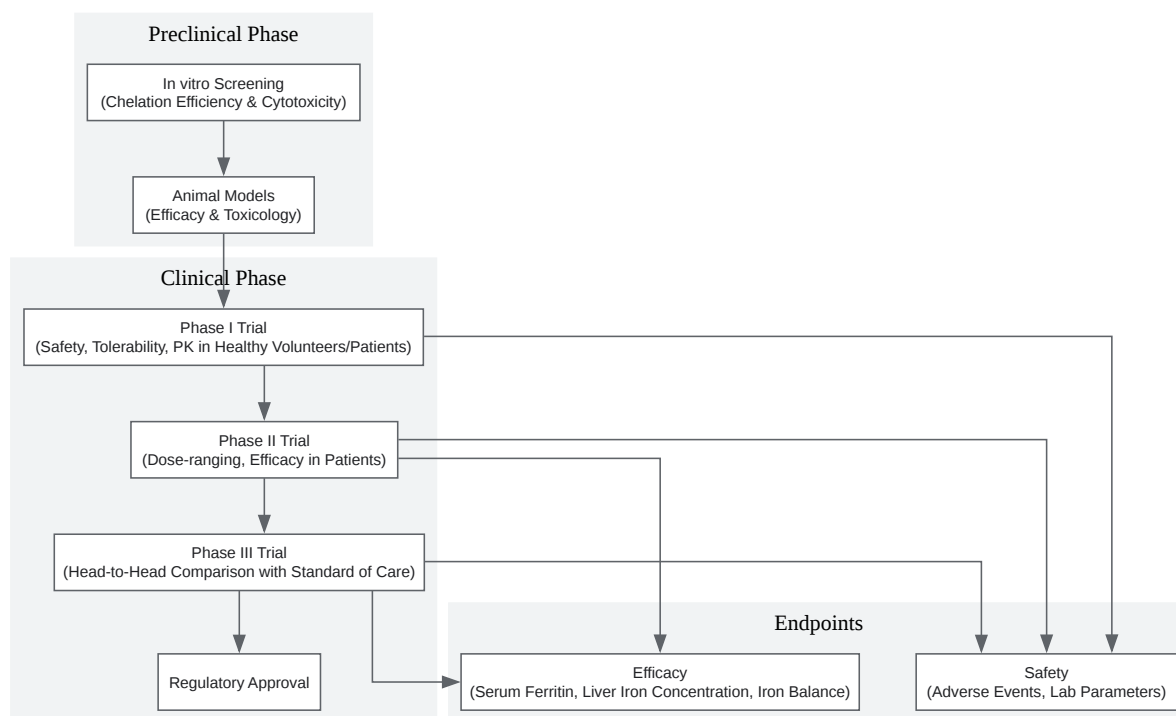 Preclinical Phase
In vitro Screening
(Chelation Efficiency & Cytotoxicity)
Animal Models
(Efficacy & Toxicology)
Clinical Phase
Phase I Trial
(Safety, Tolerability, PK in Healthy Volunteers/Patients)
Phase II Trial
(Dose-ranging, Efficacy in Patients)
Phase III Trial
(Head-to-Head Comparison with Standard of Care)
Regulatory Approval
Endpoints
Efficacy
(Serum Ferritin, Liver Iron Concentration, Iron Balance)
Safety
(Adverse Events, Lab Parameters)